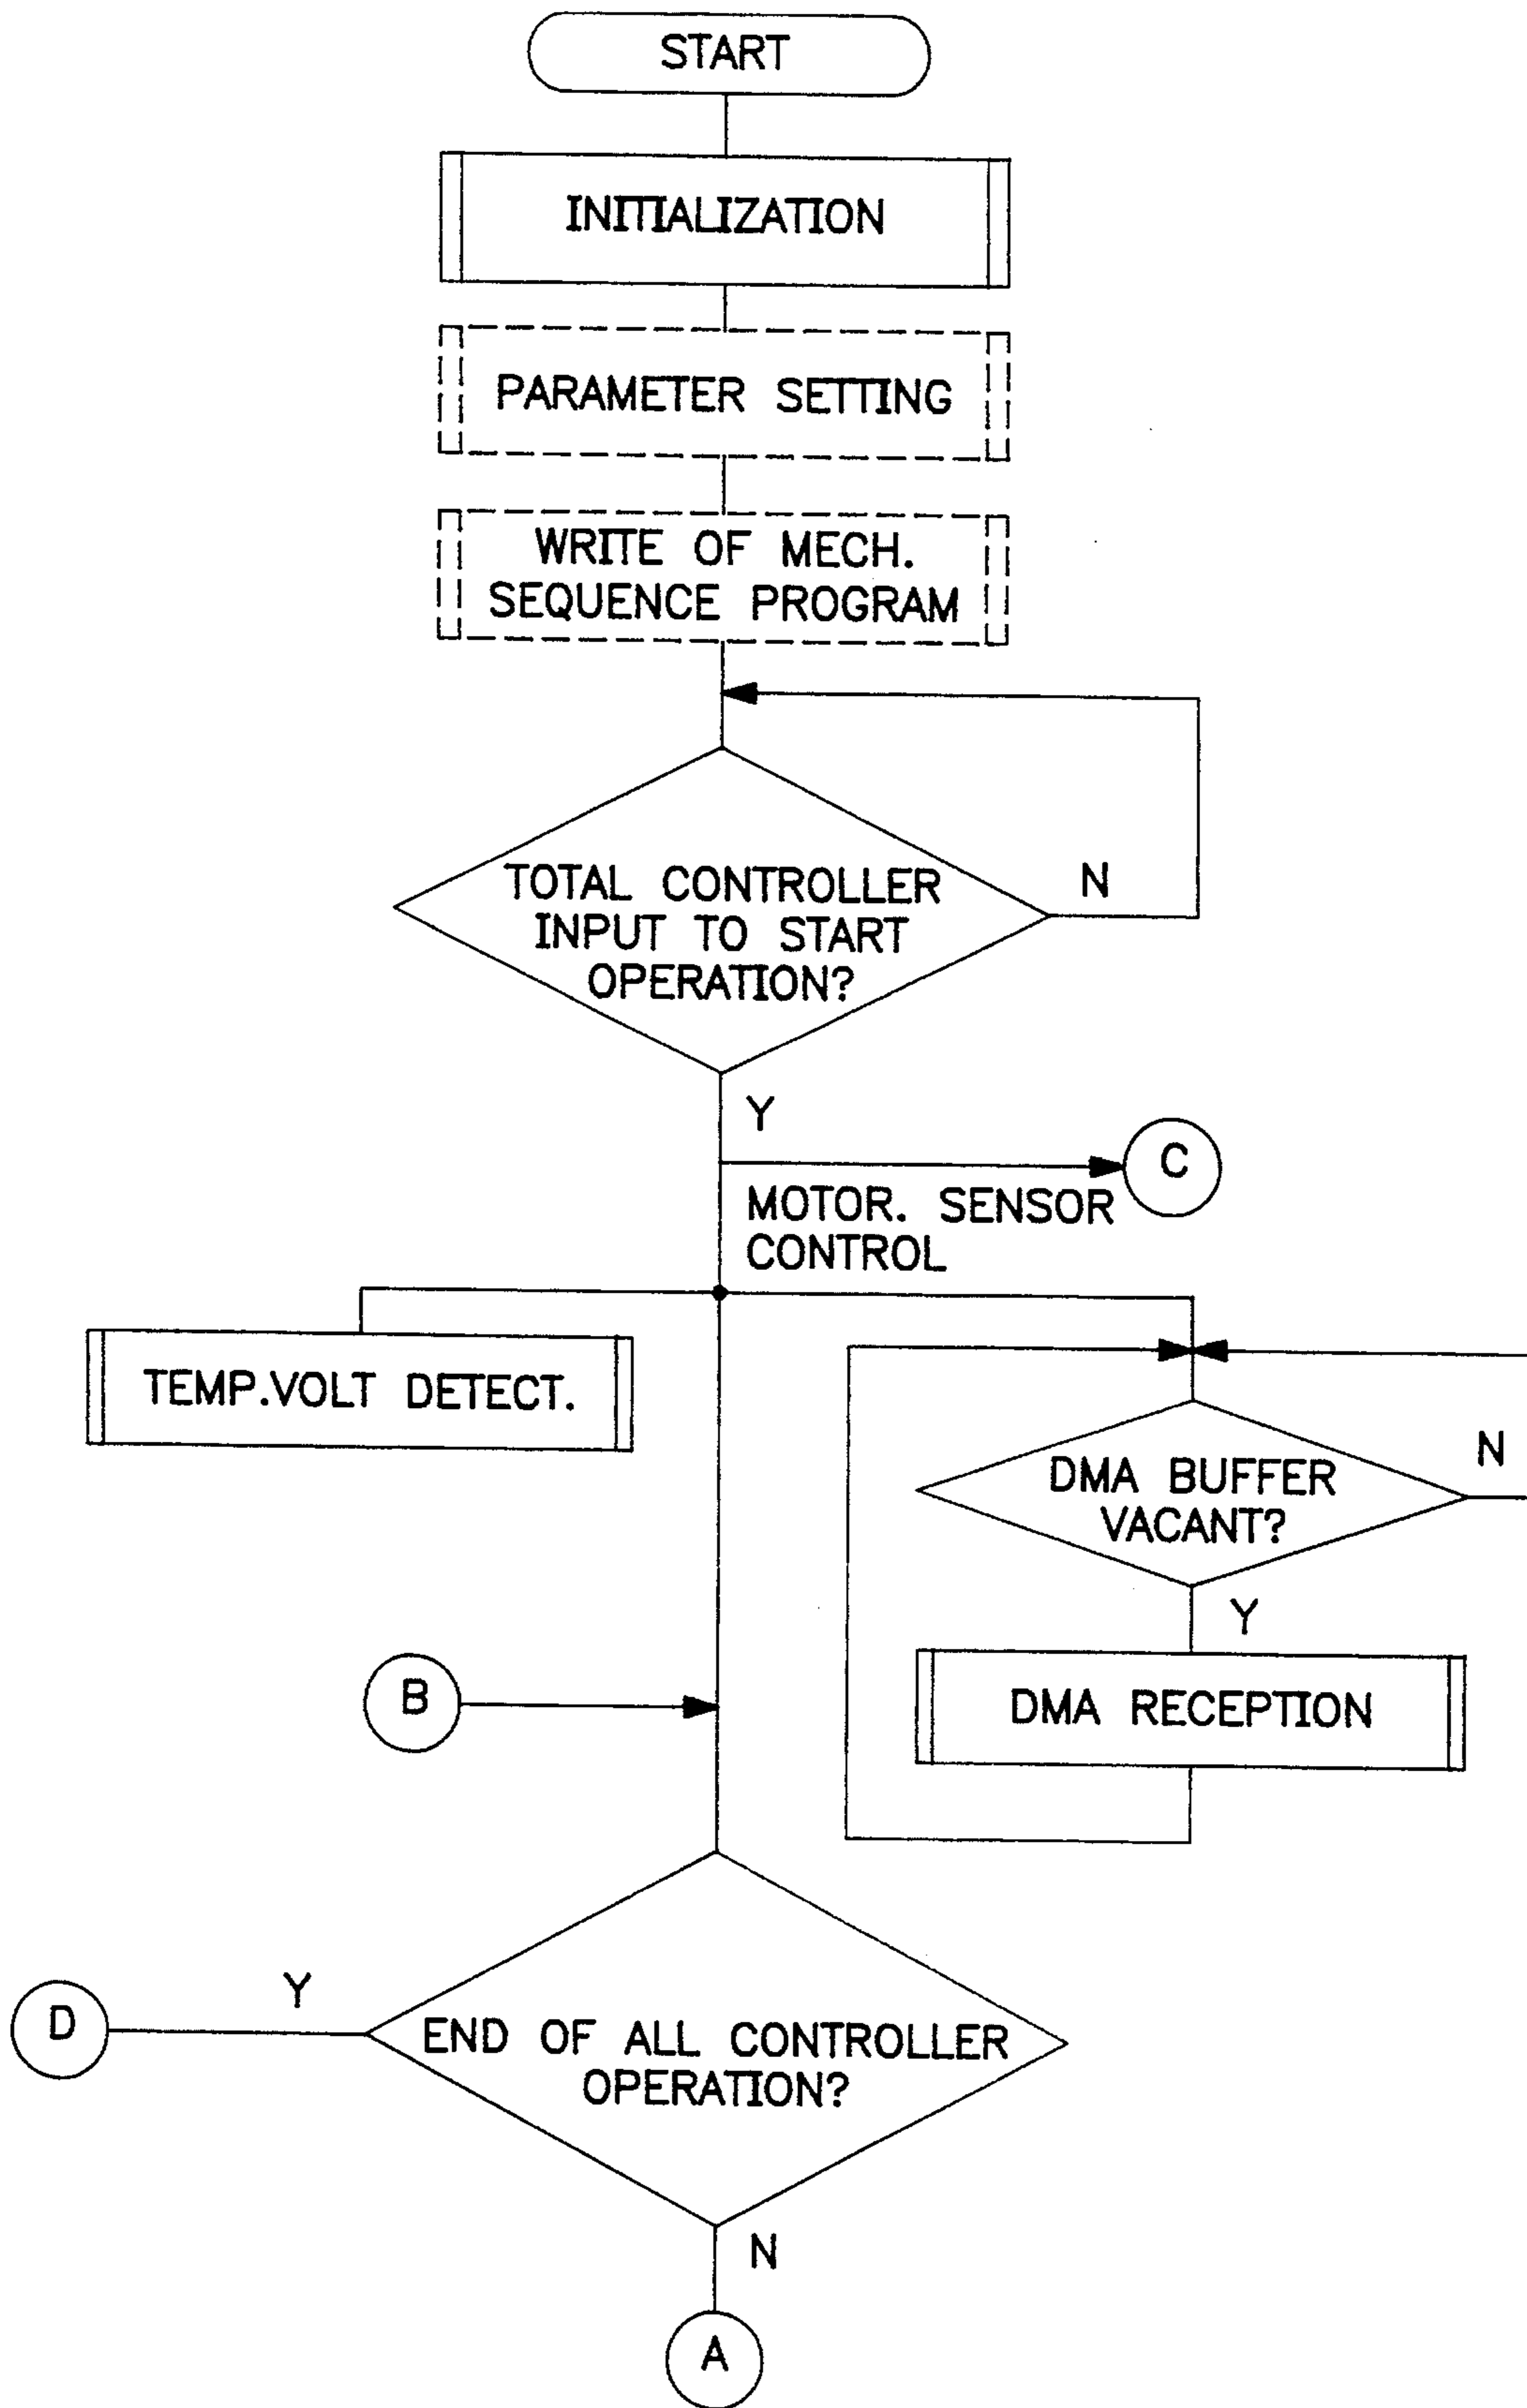 START
INITIALIZATION
PARAMETER SETTING
WRITE OF MECH.
SEQUENCE PROGRAM
TOTAL CONTROLLER
INPUT TO START
OPERATION?
N
Y
C
MOTOR. SENSOR
CONTROL
TEMP.VOLT DETECT.
DMA BUFFER
VACANT?
N
Y
DMA RECEPTION
B
END OF ALL CONTROLLER
OPERATION?
Y
D
N
A